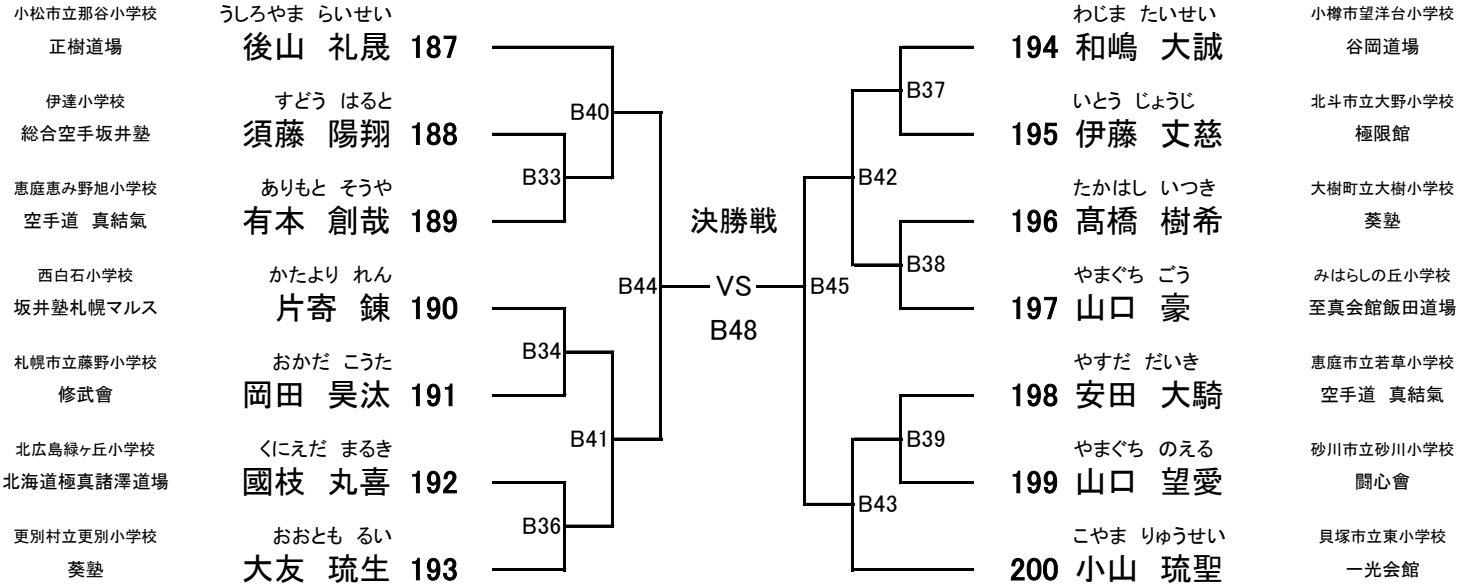 小松市立那谷小学校 うしろやま らいせい
正樹道場 後山 礼晟 187
伊達小学校 すどう はると
総合空手坂井塾 須藤 陽翔 188
恵庭恵み野旭小学校 ありもと そうや
空手道 真結氣 有本 創哉 189
西白石小学校 かたより れん
坂井塾札幌マルス 片寄 錬 190
札幌市立藤野小学校 おかだ こうた
修武會 岡田 昊汰 191
北広島緑ヶ丘小学校 くにえだ まるき
北海道極真諸澤道場 國枝 丸喜 192
更別村立更別小学校 おおとも るい
葵塾 大友 琉生 193
B40
B33
B44
B34
B41
B36
決勝戦
VS
B48
B37
B42
B38
B45
B39
B43
わじま たいせい 小樽市望洋台小学校
194 和嶋 大誠 谷岡道場
いとう じょうじ 北斗市立大野小学校
195 伊藤 丈慈 極限館
たかはし いつき 大樹町立大樹小学校
196 髙橋 樹希 葵塾
やまぐち ごう みはらしの丘小学校
197 山口 豪 至真会館飯田道場
やすだ だいき 恵庭市立若草小学校
198 安田 大騎 空手道 真結氣
やまぐち のえる 砂川市立砂川小学校
199 山口 望愛 闘心會
こやま りゅうせい 貝塚市立東小学校
200 小山 琉聖 一光会館